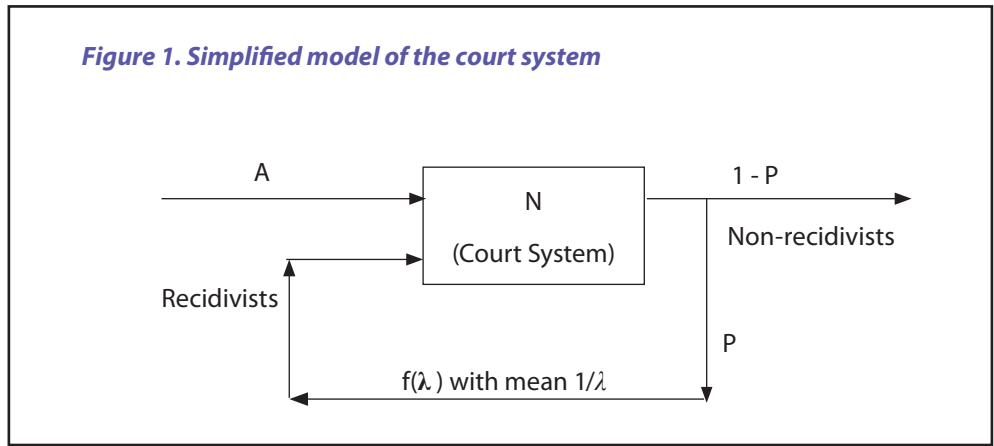 Figure 1. Simplified model of the court system
A
1 - P
N
(Court System)
Non-recidivists
Recidivists
P
f(λ) with mean 1/λ